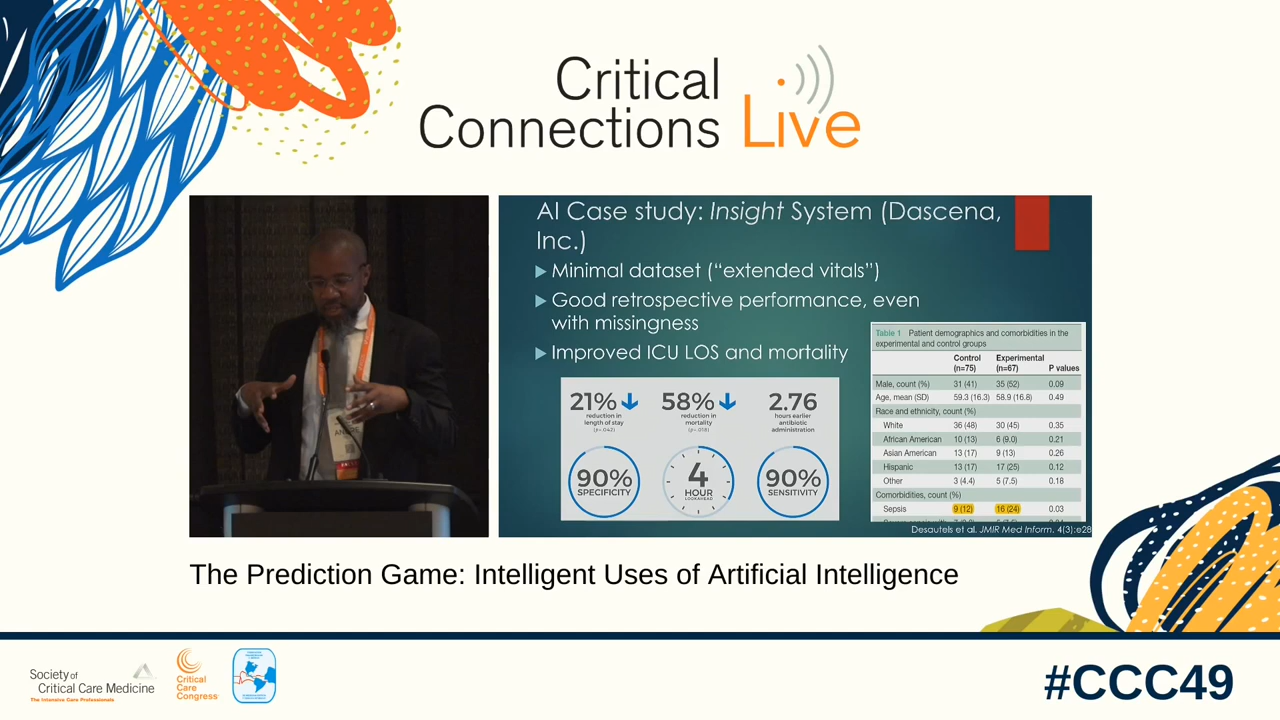 Critical
Connections Live
AI Case study: Insight System (Dascena,
Inc.)
Minimal dataset (“extended vitals”)
Good retrospective performance, even
with missingness
Improved ICU LOS and mortality
21%
reduction in
length of stay
(p=.042)
58%
reduction in
mortality
(p=.018)
2.76
hours earlier
antibiotic
administration
90%
SPECIFICITY
4
HOUR
LOOKAHEAD
90%
SENSITIVITY
Table 1 Patient demographics and comorbidities in the
experimental and control groups
Control Experimental
(n=75) (n=67) P values
Male, count (%) 31 (41) 35 (52) 0.09
Age, mean (SD) 59.3 (16.3) 58.9 (16.8) 0.49
Race and ethnicity, count (%)
White 36 (48) 30 (45) 0.35
African American 10 (13) 6 (9.0) 0.21
Asian American 13 (17) 9 (13) 0.26
Hispanic 13 (17) 17 (25) 0.12
Other 3 (4.4) 5 (7.5) 0.18
Comorbidities, count (%)
Sepsis 9 (12) 16 (24) 0.03
Desautels et al. JMIR Med Inform. 4(3):e28
The Prediction Game: Intelligent Uses of Artificial Intelligence
Society of
Critical Care Medicine
The Intensive Care Professionals
Critical
Care
Congress
#CCC49